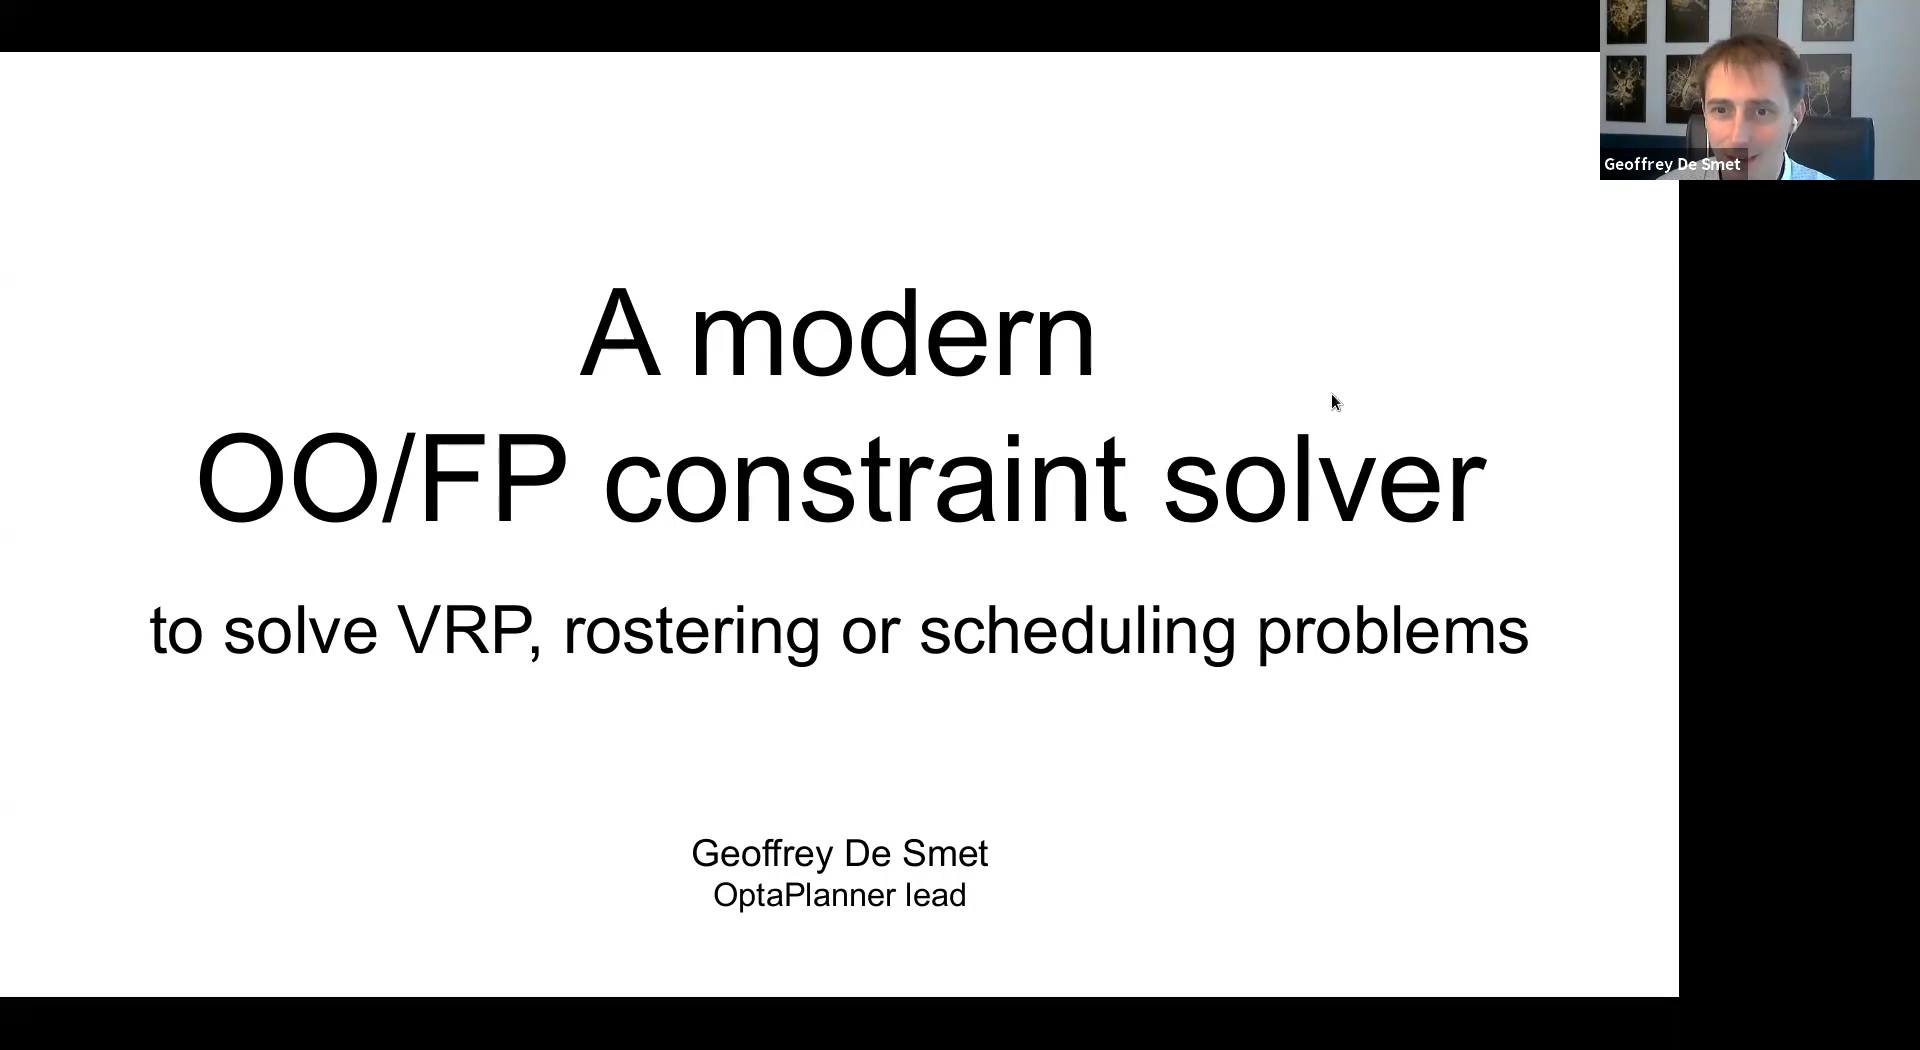 Geoffrey De Smet
A modern
OO/FP constraint solver
to solve VRP, rostering or scheduling problems
Geoffrey De Smet
OptaPlanner lead